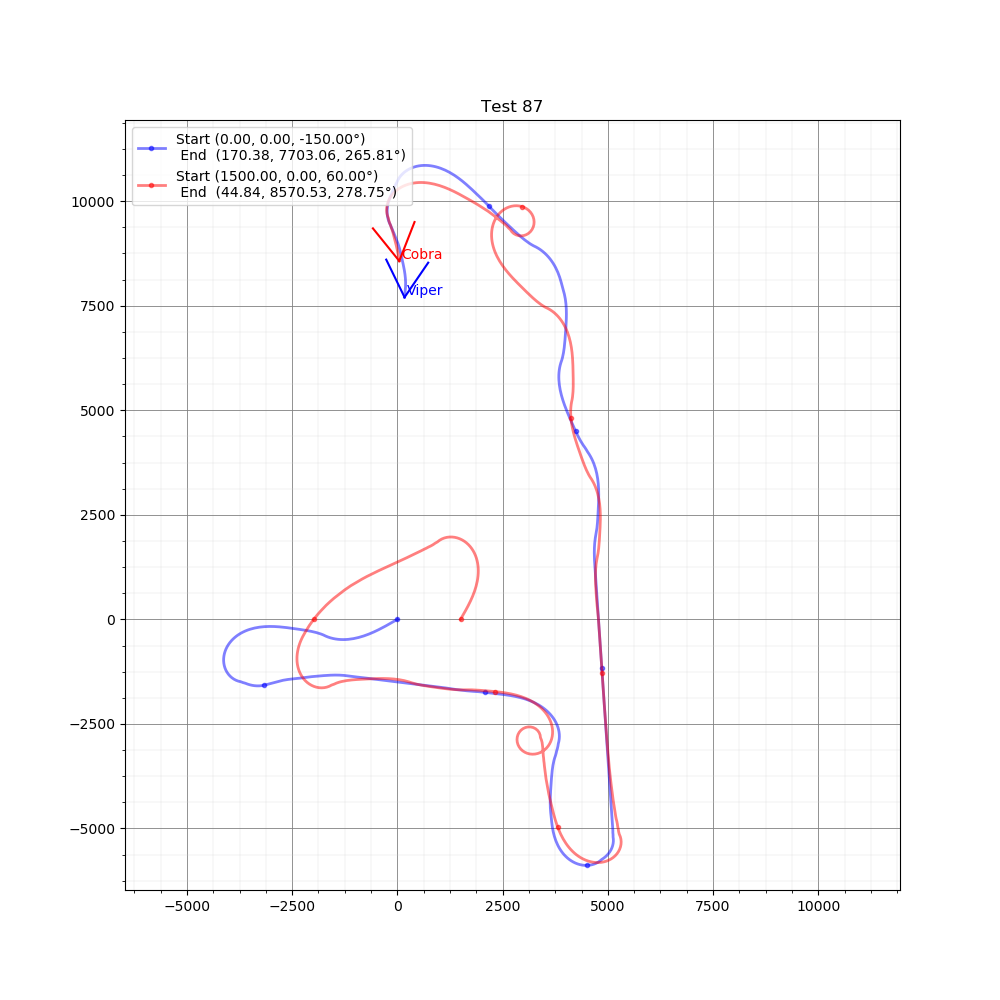 Test 87
Start (0.00, 0.00, -150.00°)
End (170.38, 7703.06, 265.81°)
Start (1500.00, 0.00, 60.00°)
End (44.84, 8570.53, 278.75°)
10000
7500
5000
2500
0
−2500
−5000
Cobra
Viper
−5000 −2500 0 2500 5000 7500 10000